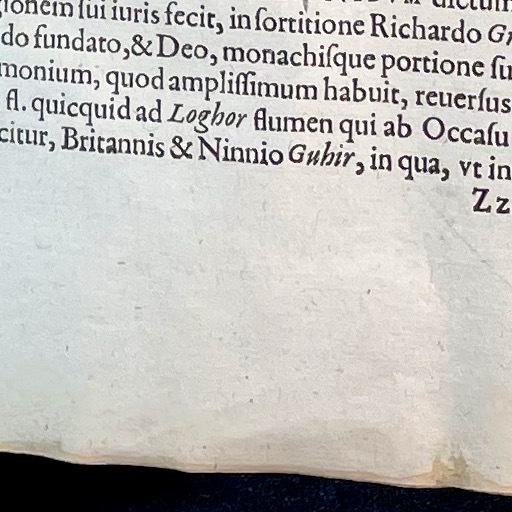 ionem ſui iuris fecit, in ſortitione Richardo Gr
do fundato, & Deo, monachiſque portione ſu
monium, quod ampliſſimum habuit, reuerſus
fl. quicquid ad Loghor flumen qui ab Occaſu
citur, Britannis & Ninnio Guhir, in qua, vt in
Zz